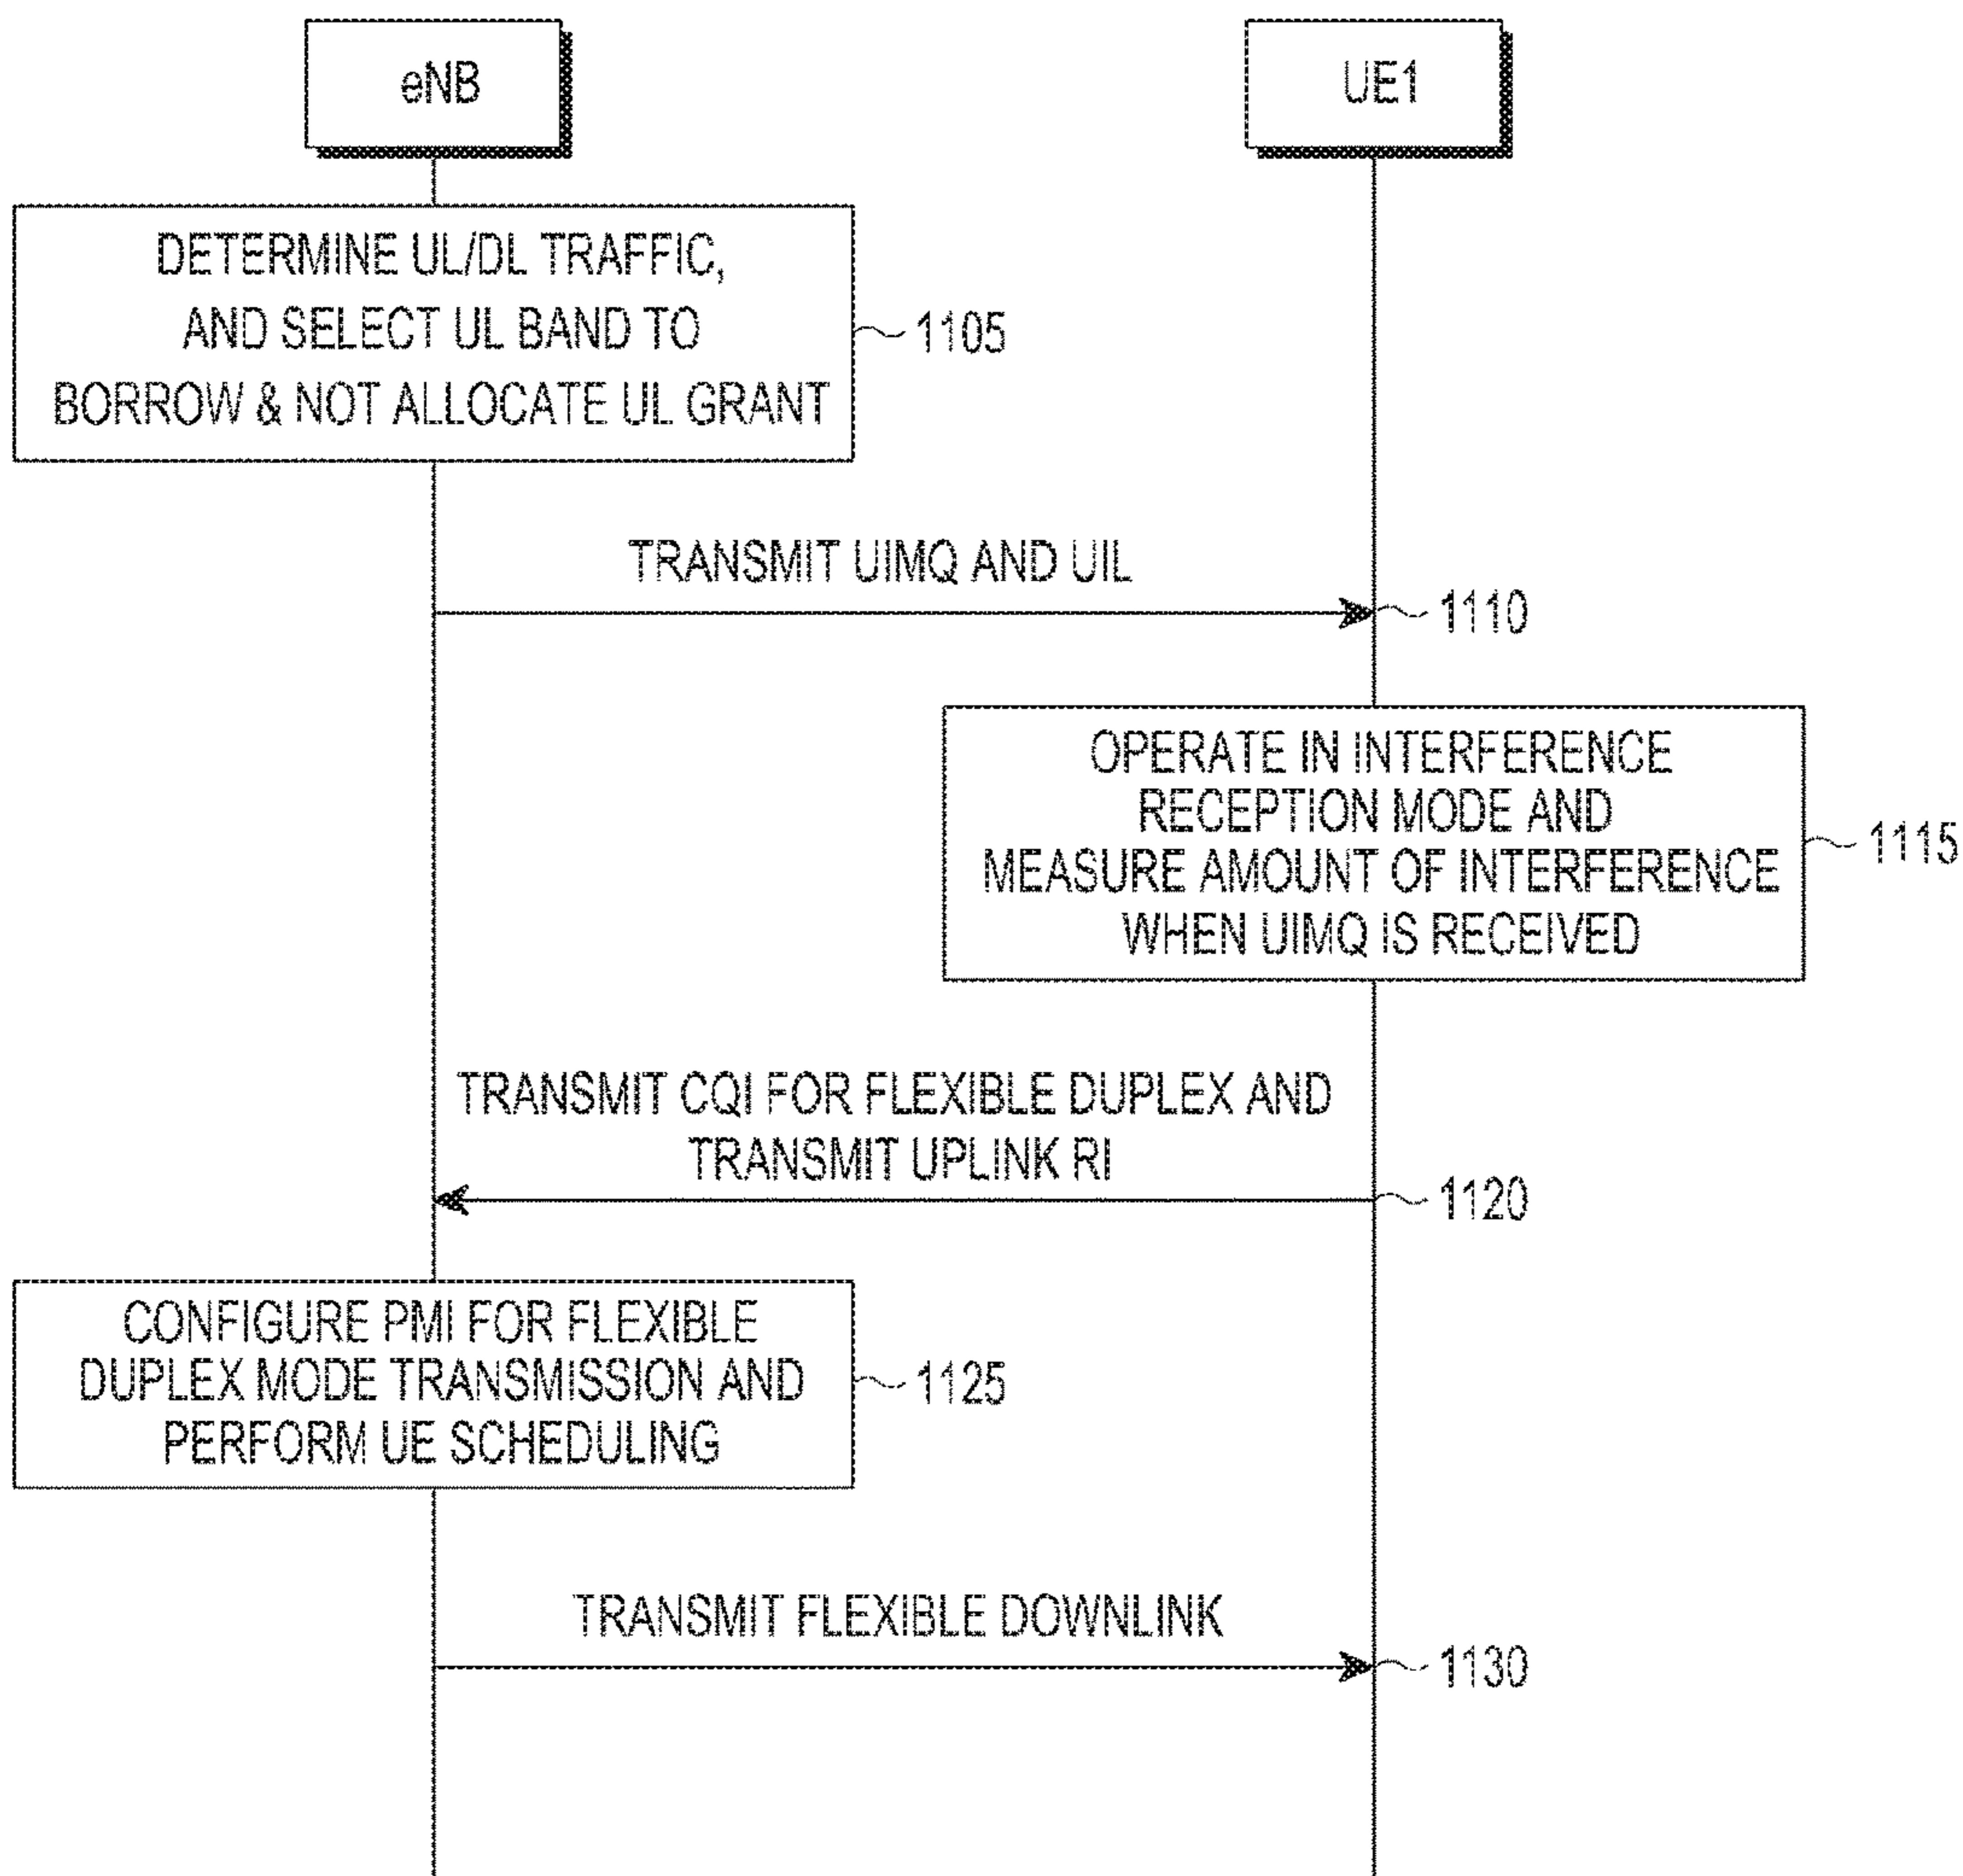 eNB
UE1
DETERMINE UL/DL TRAFFIC,
AND SELECT UL BAND TO
BORROW & NOT ALLOCATE UL GRANT
1105
TRANSMIT UIMQ AND UIL
1110
OPERATE IN INTERFERENCE
RECEPTION MODE AND
MEASURE AMOUNT OF INTERFERENCE
WHEN UIMQ IS RECEIVED
1115
TRANSMIT CQI FOR FLEXIBLE DUPLEX AND
TRANSMIT UPLINK RI
1120
CONFIGURE PMI FOR FLEXIBLE
DUPLEX MODE TRANSMISSION AND
PERFORM UE SCHEDULING
1125
TRANSMIT FLEXIBLE DOWNLINK
1130